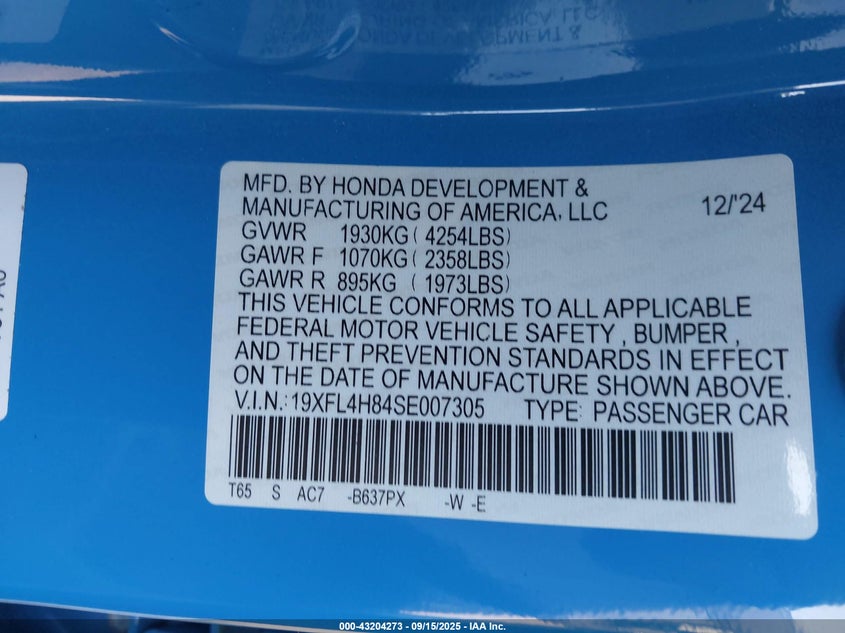 MFD. BY HONDA DEVELOPMENT &
MANUFACTURING OF AMERICA, LLC 12/'24
GVWR 1930KG ( 4254LBS)
GAWR F 1070KG ( 2358LBS)
GAWR R 895KG ( 1973LBS)
THIS VEHICLE CONFORMS TO ALL APPLICABLE
FEDERAL MOTOR VEHICLE SAFETY , BUMPER ,
AND THEFT PREVENTION STANDARDS IN EFFECT
ON THE DATE OF MANUFACTURE SHOWN ABOVE.
V.I.N.:19XFL4H84SE007305 TYPE: PASSENGER CAR
T65 S AC7 -B637PX -W -E
000-43204273 - 09/15/2025 - IAA Inc.